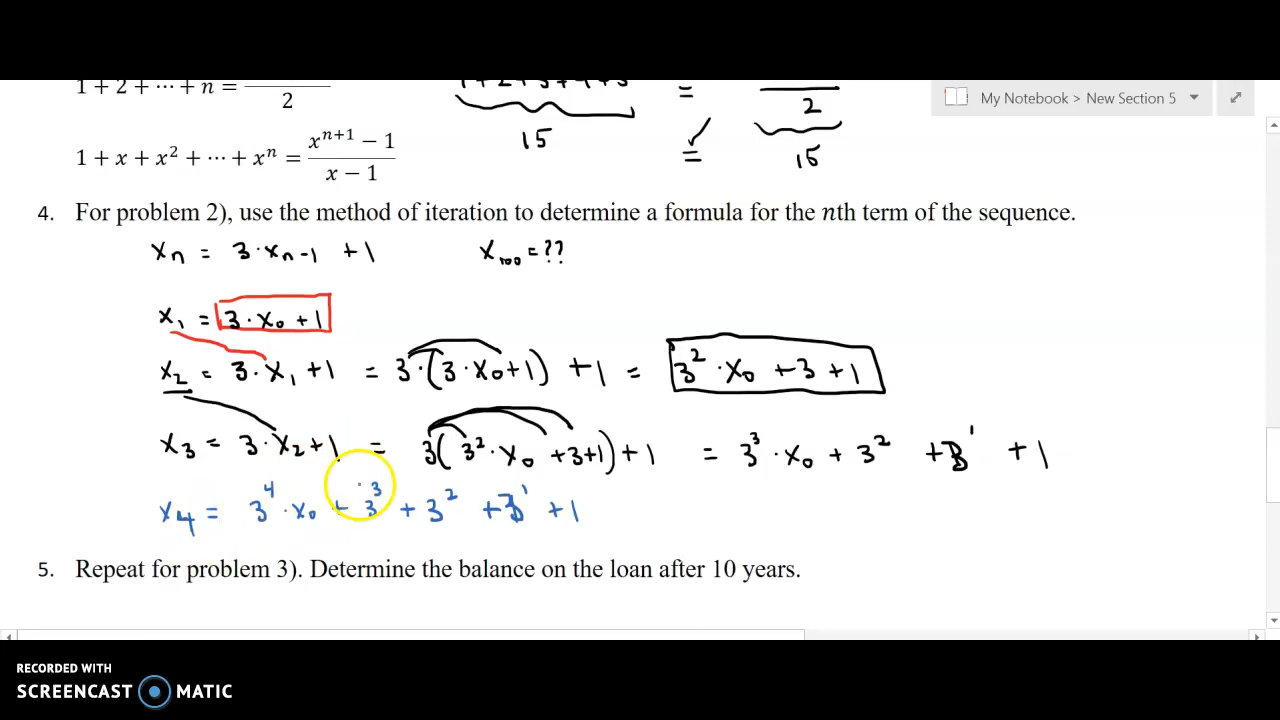 1 + 2 + ⋯ + n = 
2
1+2+3+4+5 = 
2
15 = ✓ 15
My Notebook > New Section 5
1 + x + x² + ⋯ + xⁿ = (xⁿ⁺¹ − 1)/(x − 1)
4. For problem 2), use the method of iteration to determine a formula for the nth term of the sequence.
xₙ = 3·xₙ₋₁ + 1    x₁₀₀ = ??
x₁ = 3·x₀ + 1
x₂ = 3·x₁ + 1 = 3·(3·x₀+1) + 1 = 3²·x₀ + 3 + 1
x₃ = 3·x₂ + 1 = 3(3²·x₀ + 3 + 1) + 1 = 3³·x₀ + 3² + 3¹ + 1
x₄ = 3⁴·x₀ + 3³ + 3² + 3¹ + 1
5. Repeat for problem 3). Determine the balance on the loan after 10 years.
RECORDED WITH
SCREENCAST MATIC